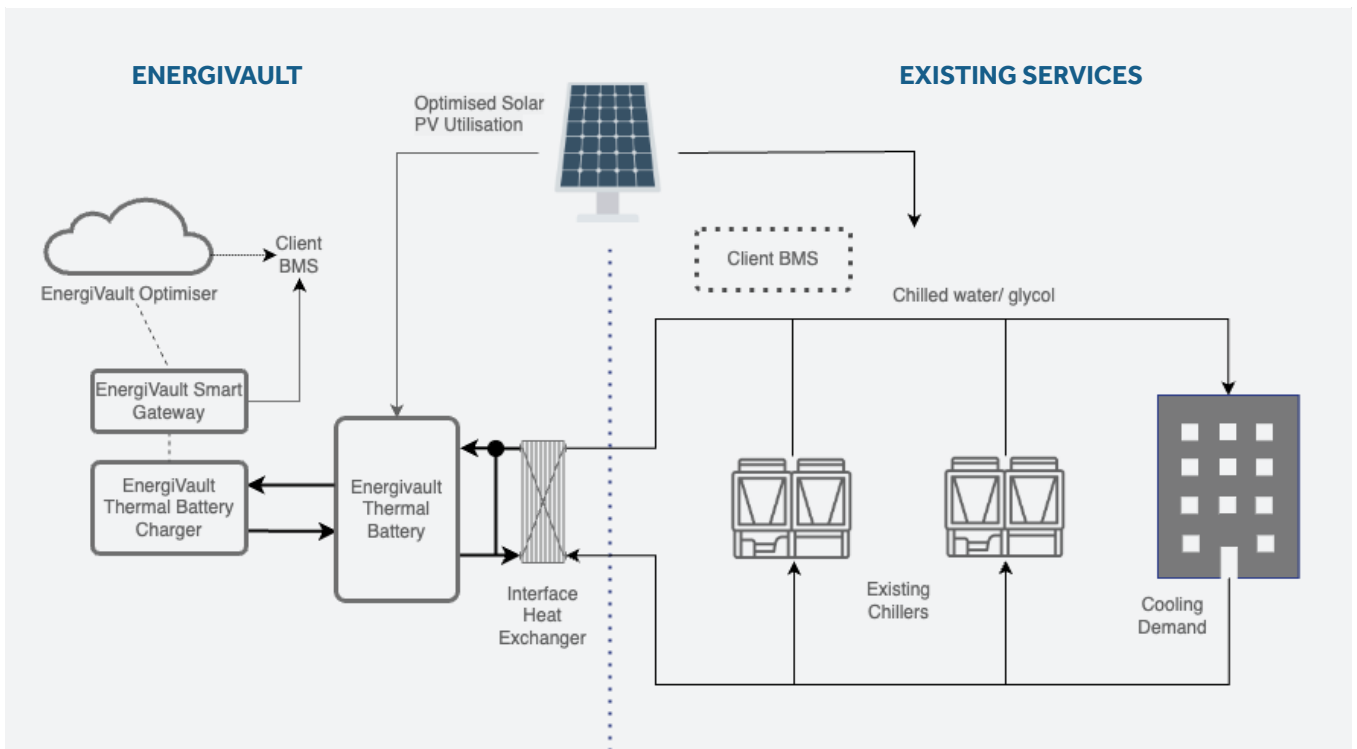 ENERGIVAULT
EXISTING SERVICES
Optimised Solar
PV Utilisation
Client
BMS
EnergiVault Optimiser
Client BMS
Chilled water/ glycol
EnergiVault Smart
Gateway
EnergiVault
Thermal Battery
Charger
Energivault
Thermal
Battery
Interface
Heat
Exchanger
Existing
Chillers
Cooling
Demand